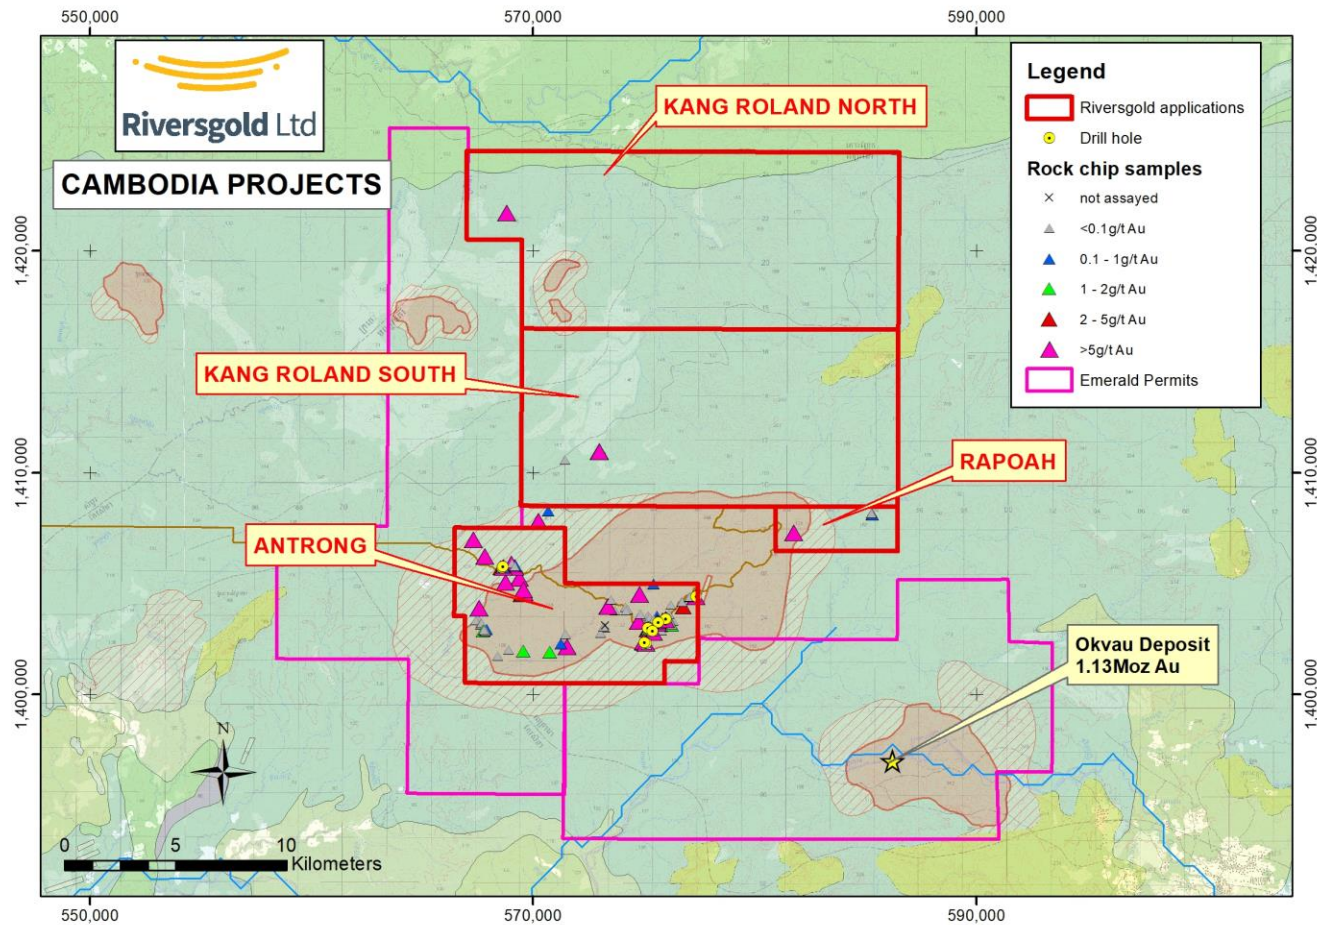 550,000
570,000
590,000
Riversgold Ltd
CAMBODIA PROJECTS
KANG ROLAND NORTH
Legend
Riversgold applications
Drill hole
Rock chip samples
not assayed
<0.1g/t Au
0.1 - 1g/t Au
1 - 2g/t Au
2 - 5g/t Au
>5g/t Au
Emerald Permits
1,420,000
1,420,000
KANG ROLAND SOUTH
1,410,000
1,410,000
RAPOAH
ANTRONG
Okvau Deposit
1.13Moz Au
1,400,000
1,400,000
N
0
5
10
Kilometers
550,000
570,000
590,000